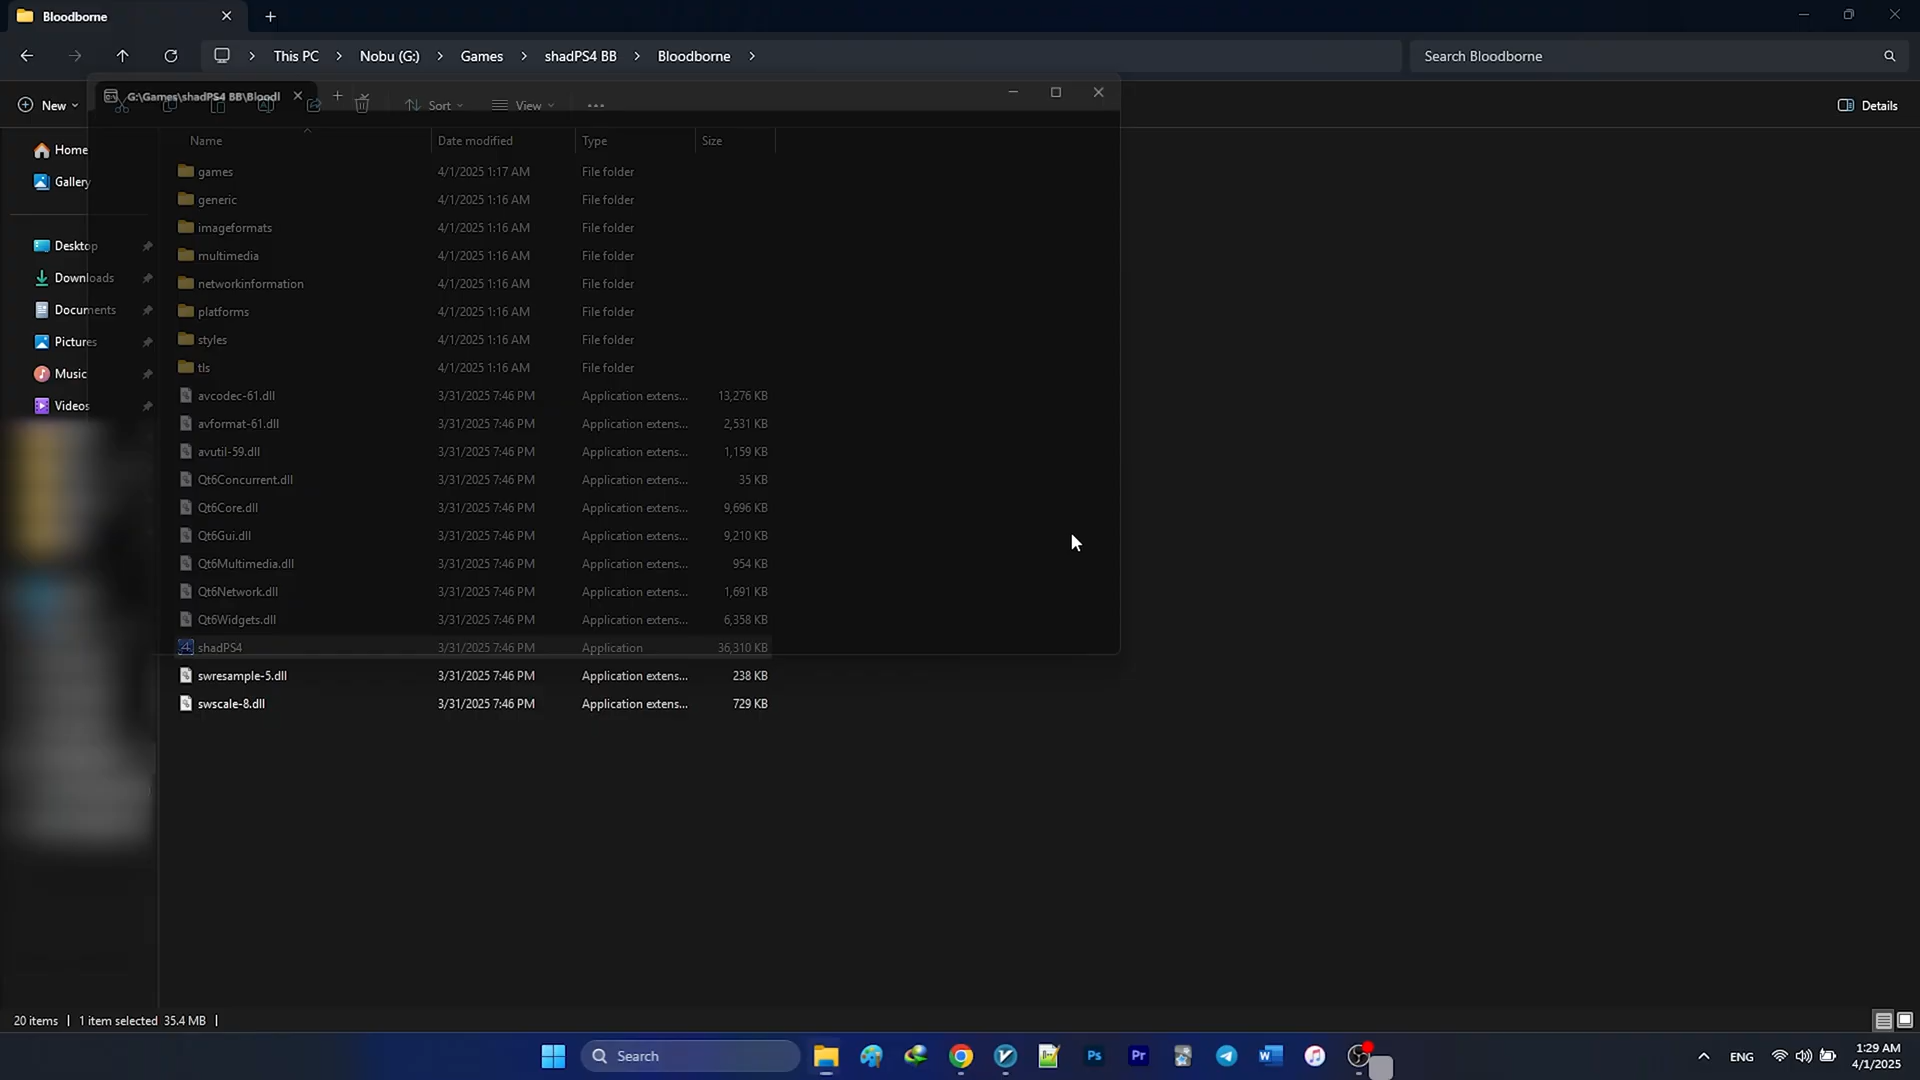 Bloodborne
This PC
Nobu (G:)
Games
shadPS4 BB
Bloodborne
Search Bloodborne
New
G:\Games\shadPS4 BB\Bloodl
Sort
View
Details
Name
Date modified
Type
Size
Home
Gallery
Desktop
Downloads
Documents
Pictures
Music
Videos
games 4/1/2025 1:17 AM File folder
generic 4/1/2025 1:16 AM File folder
imageformats 4/1/2025 1:16 AM File folder
multimedia 4/1/2025 1:16 AM File folder
networkinformation 4/1/2025 1:16 AM File folder
platforms 4/1/2025 1:16 AM File folder
styles 4/1/2025 1:16 AM File folder
tls 4/1/2025 1:16 AM File folder
avcodec-61.dll 3/31/2025 7:46 PM Application extens... 13,276 KB
avformat-61.dll 3/31/2025 7:46 PM Application extens... 2,531 KB
avutil-59.dll 3/31/2025 7:46 PM Application extens... 1,159 KB
Qt6Concurrent.dll 3/31/2025 7:46 PM Application extens... 35 KB
Qt6Core.dll 3/31/2025 7:46 PM Application extens... 9,696 KB
Qt6Gui.dll 3/31/2025 7:46 PM Application extens... 9,210 KB
Qt6Multimedia.dll 3/31/2025 7:46 PM Application extens... 954 KB
Qt6Network.dll 3/31/2025 7:46 PM Application extens... 1,691 KB
Qt6Widgets.dll 3/31/2025 7:46 PM Application extens... 6,358 KB
shadPS4 3/31/2025 7:46 PM Application 36,310 KB
swresample-5.dll 3/31/2025 7:46 PM Application extens... 238 KB
swscale-8.dll 3/31/2025 7:46 PM Application extens... 729 KB
20 items
1 item selected 35.4 MB
Search
Ps
Pr
ENG
1:29 AM
4/1/2025